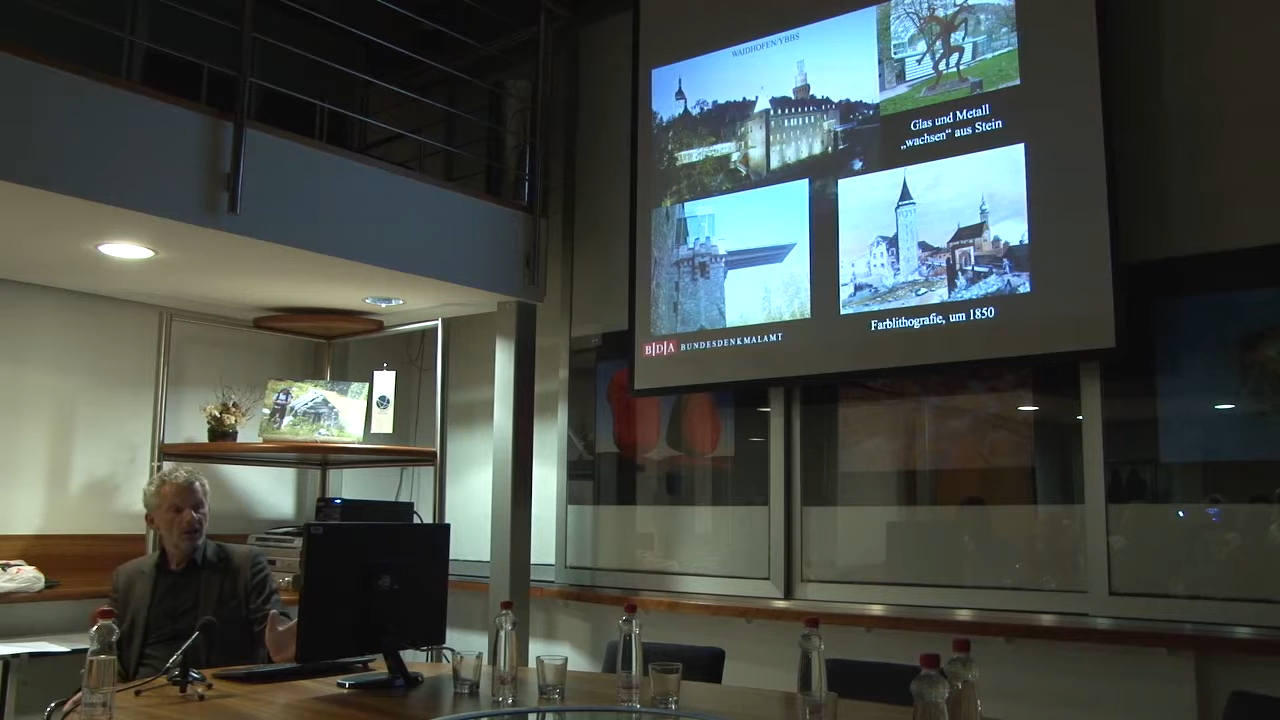 WAIDHOFEN/YBBS
Glas und Metall
„wachsen“ aus Stein
Farblithografie, um 1850
B|D|A BUNDESDENKMALAMT